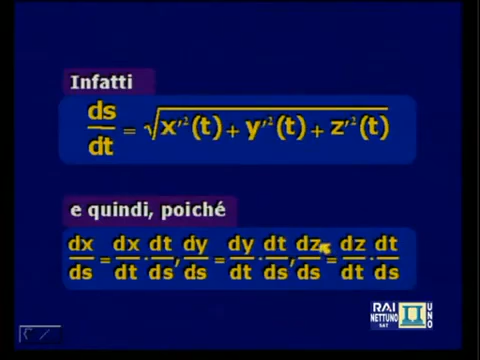 Infatti
ds/dt = √x'²(t) + y'²(t) + z'²(t)
e quindi, poiché
dx/ds = dx/dt · dt/ds, dy/ds = dy/dt · dt/ds, dz/ds = dz/dt · dt/ds
RAI
NETTUNO
SAT
UNO